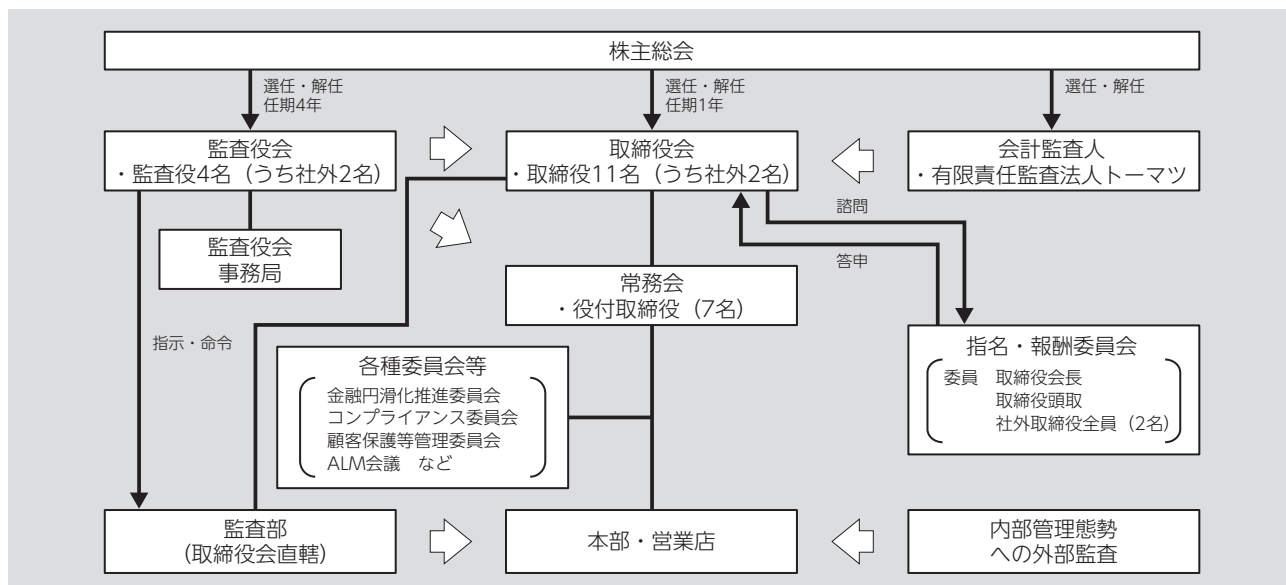 株主総会
選任・解任
任期4年
選任・解任
任期1年
選任・解任
監査役会
・監査役4名（うち社外2名）
取締役会
・取締役11名（うち社外2名）
会計監査人
・有限責任監査法人トーマツ
諮問
答申
監査役会
事務局
常務会
・役付取締役（7名）
指示・命令
各種委員会等
金融円滑化推進委員会
コンプライアンス委員会
顧客保護等管理委員会
ALM会議　など
指名・報酬委員会
委員　取締役会長
取締役頭取
社外取締役全員（2名）
監査部
(取締役会直轄)
本部・営業店
内部管理態勢
への外部監査